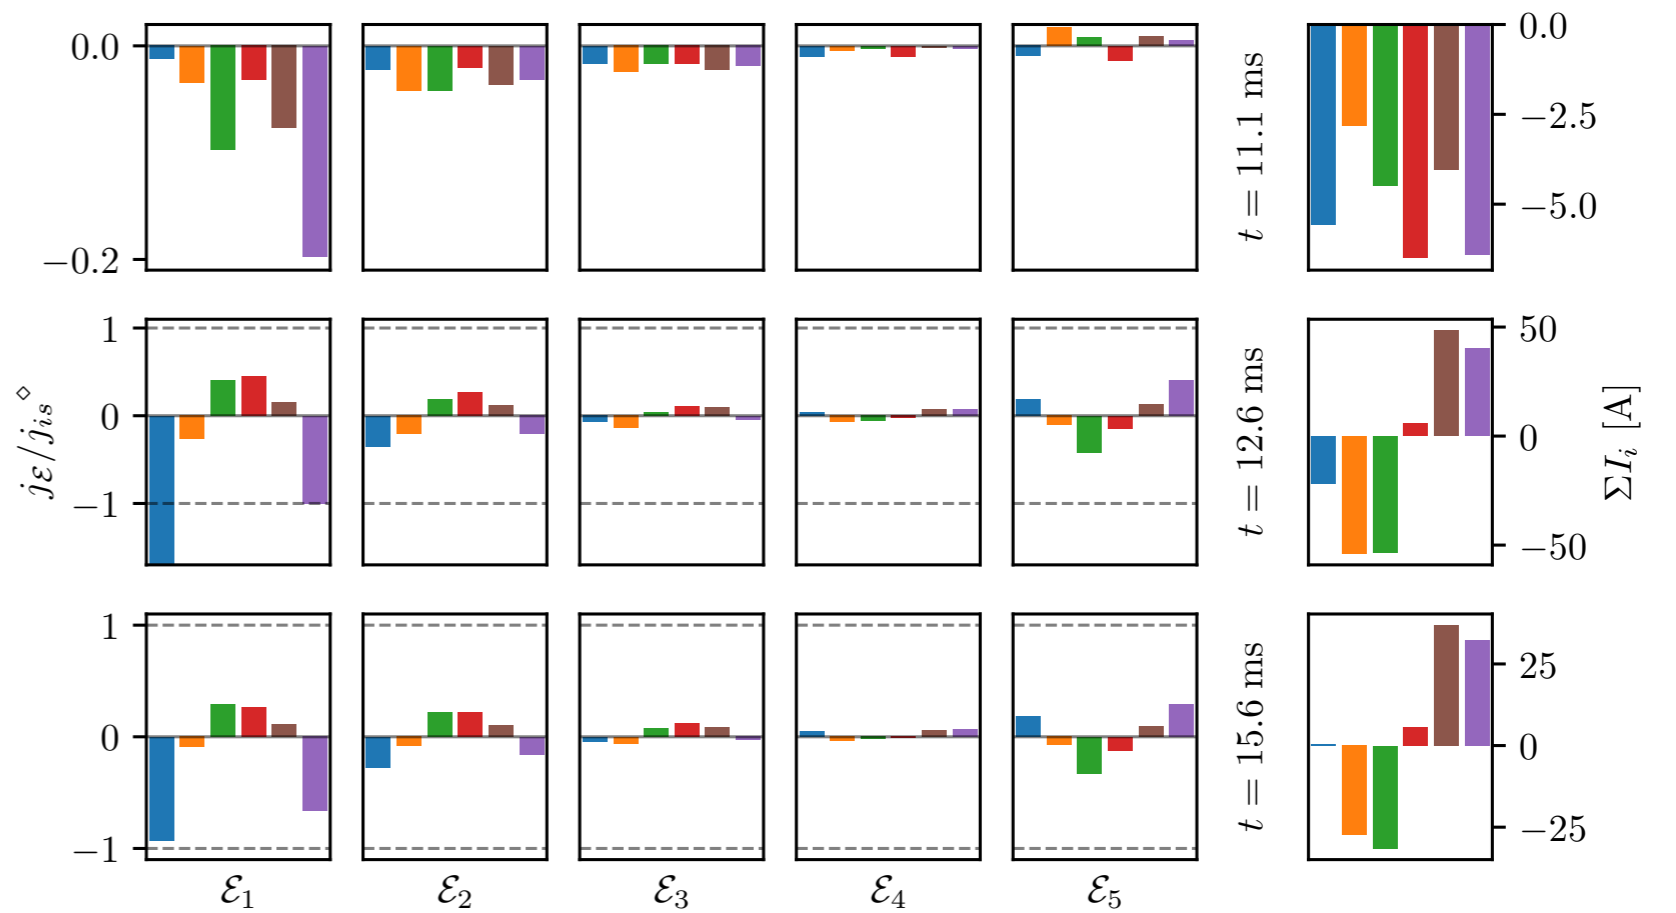 0.0
−0.2
t = 11.1 ms
0.0
−2.5
−5.0
1
0
−1
j_ℰ/j_is^⋄
t = 12.6 ms
50
0
−50
ΣI_i [A]
1
0
−1
t = 15.6 ms
25
0
−25
ℰ₁ ℰ₂ ℰ₃ ℰ₄ ℰ₅